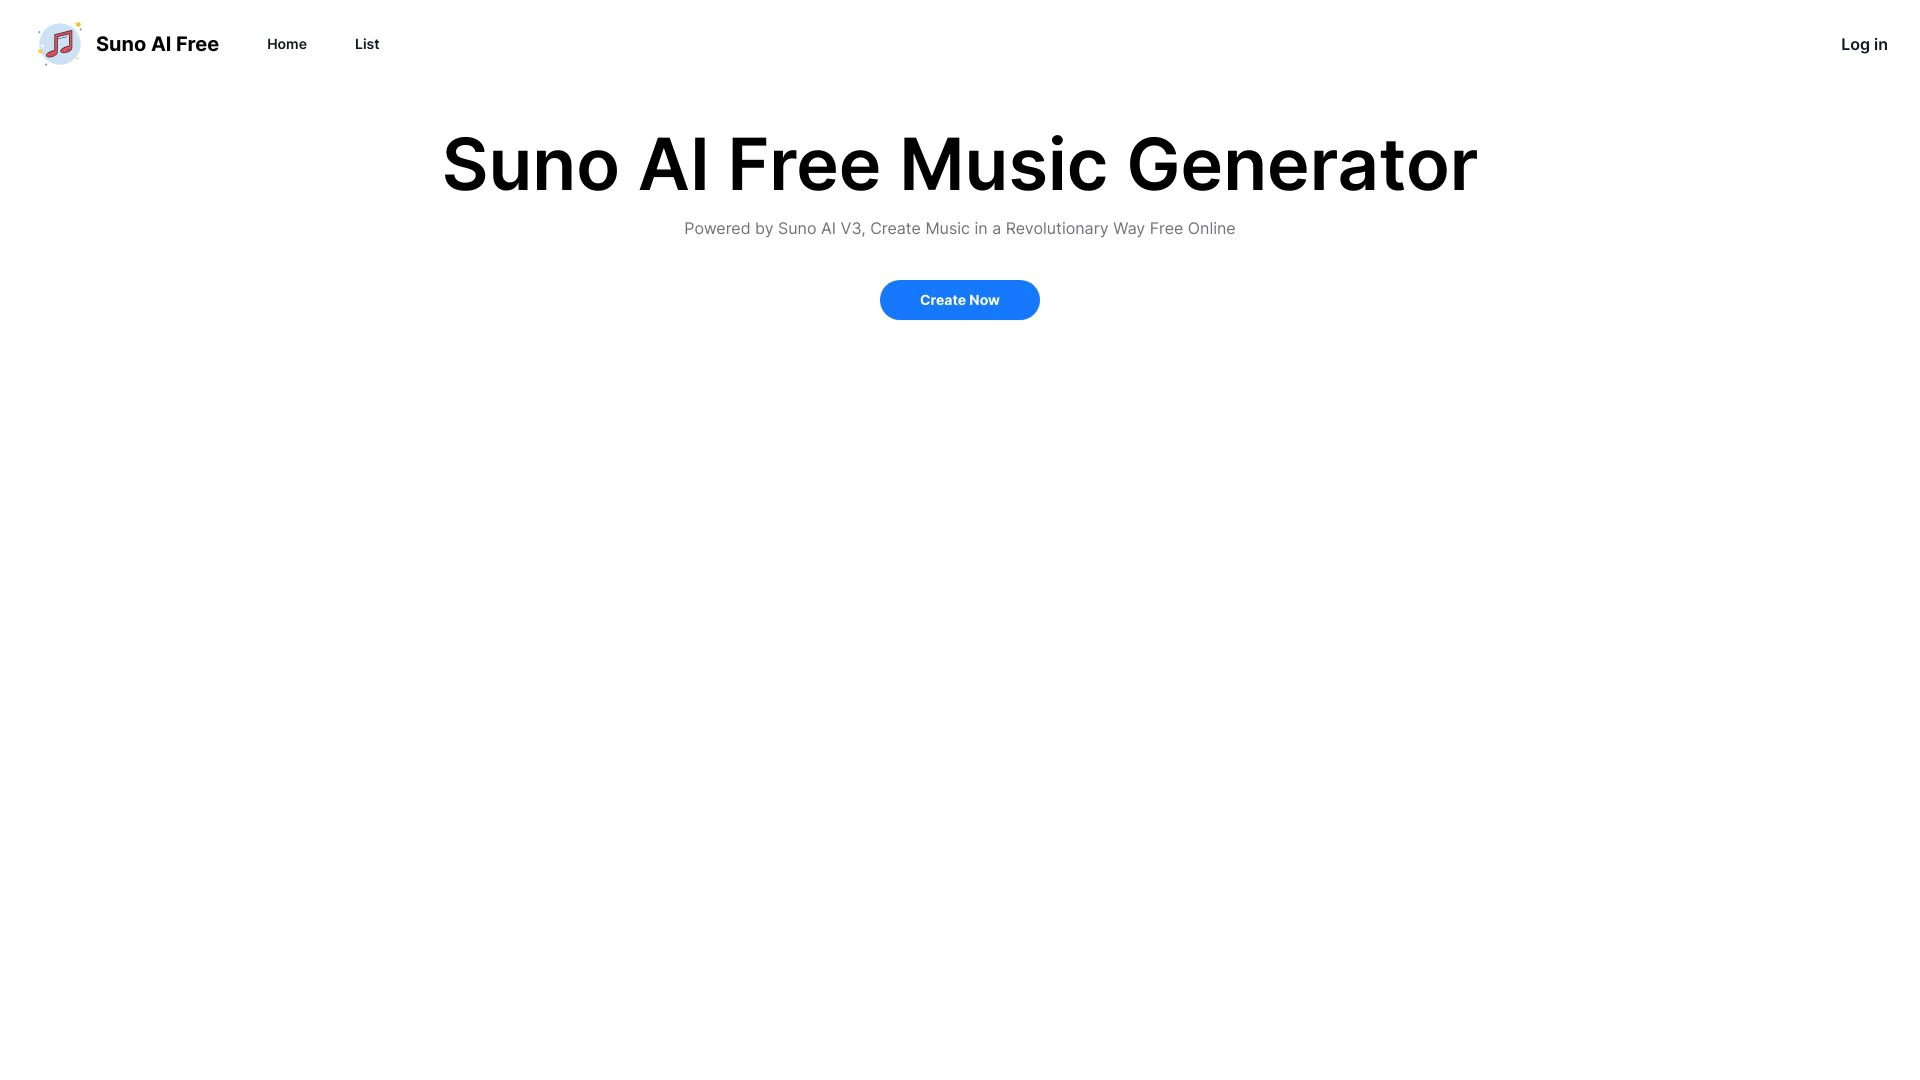 Suno AI Free
Home
List
Log in
Suno AI Free Music Generator
Powered by Suno AI V3, Create Music in a Revolutionary Way Free Online
Create Now